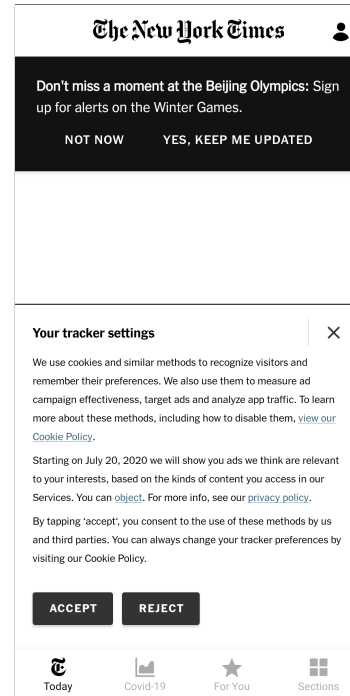 The New York Times
Don't miss a moment at the Beijing Olympics: Sign
up for alerts on the Winter Games.
NOT NOW YES, KEEP ME UPDATED
Your tracker settings
We use cookies and similar methods to recognize visitors and
remember their preferences. We also use them to measure ad
campaign effectiveness, target ads and analyze app traffic. To learn
more about these methods, including how to disable them, view our
Cookie Policy.
Starting on July 20, 2020 we will show you ads we think are relevant
to your interests, based on the kinds of content you access in our
Services. You can object. For more info, see our privacy policy.
By tapping 'accept', you consent to the use of these methods by us
and third parties. You can always change your tracker preferences by
visiting our Cookie Policy.
ACCEPT REJECT
T
Today Covid-19 For You Sections